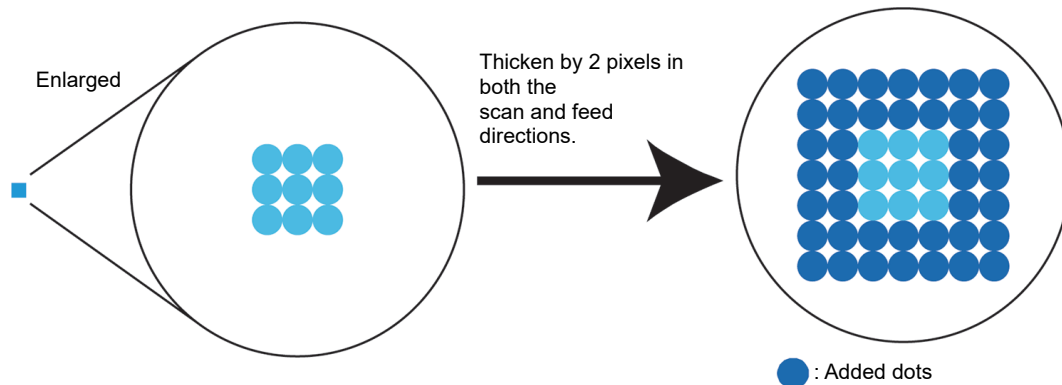 Enlarged
Thicken by 2 pixels in
both the
scan and feed
directions.
: Added dots